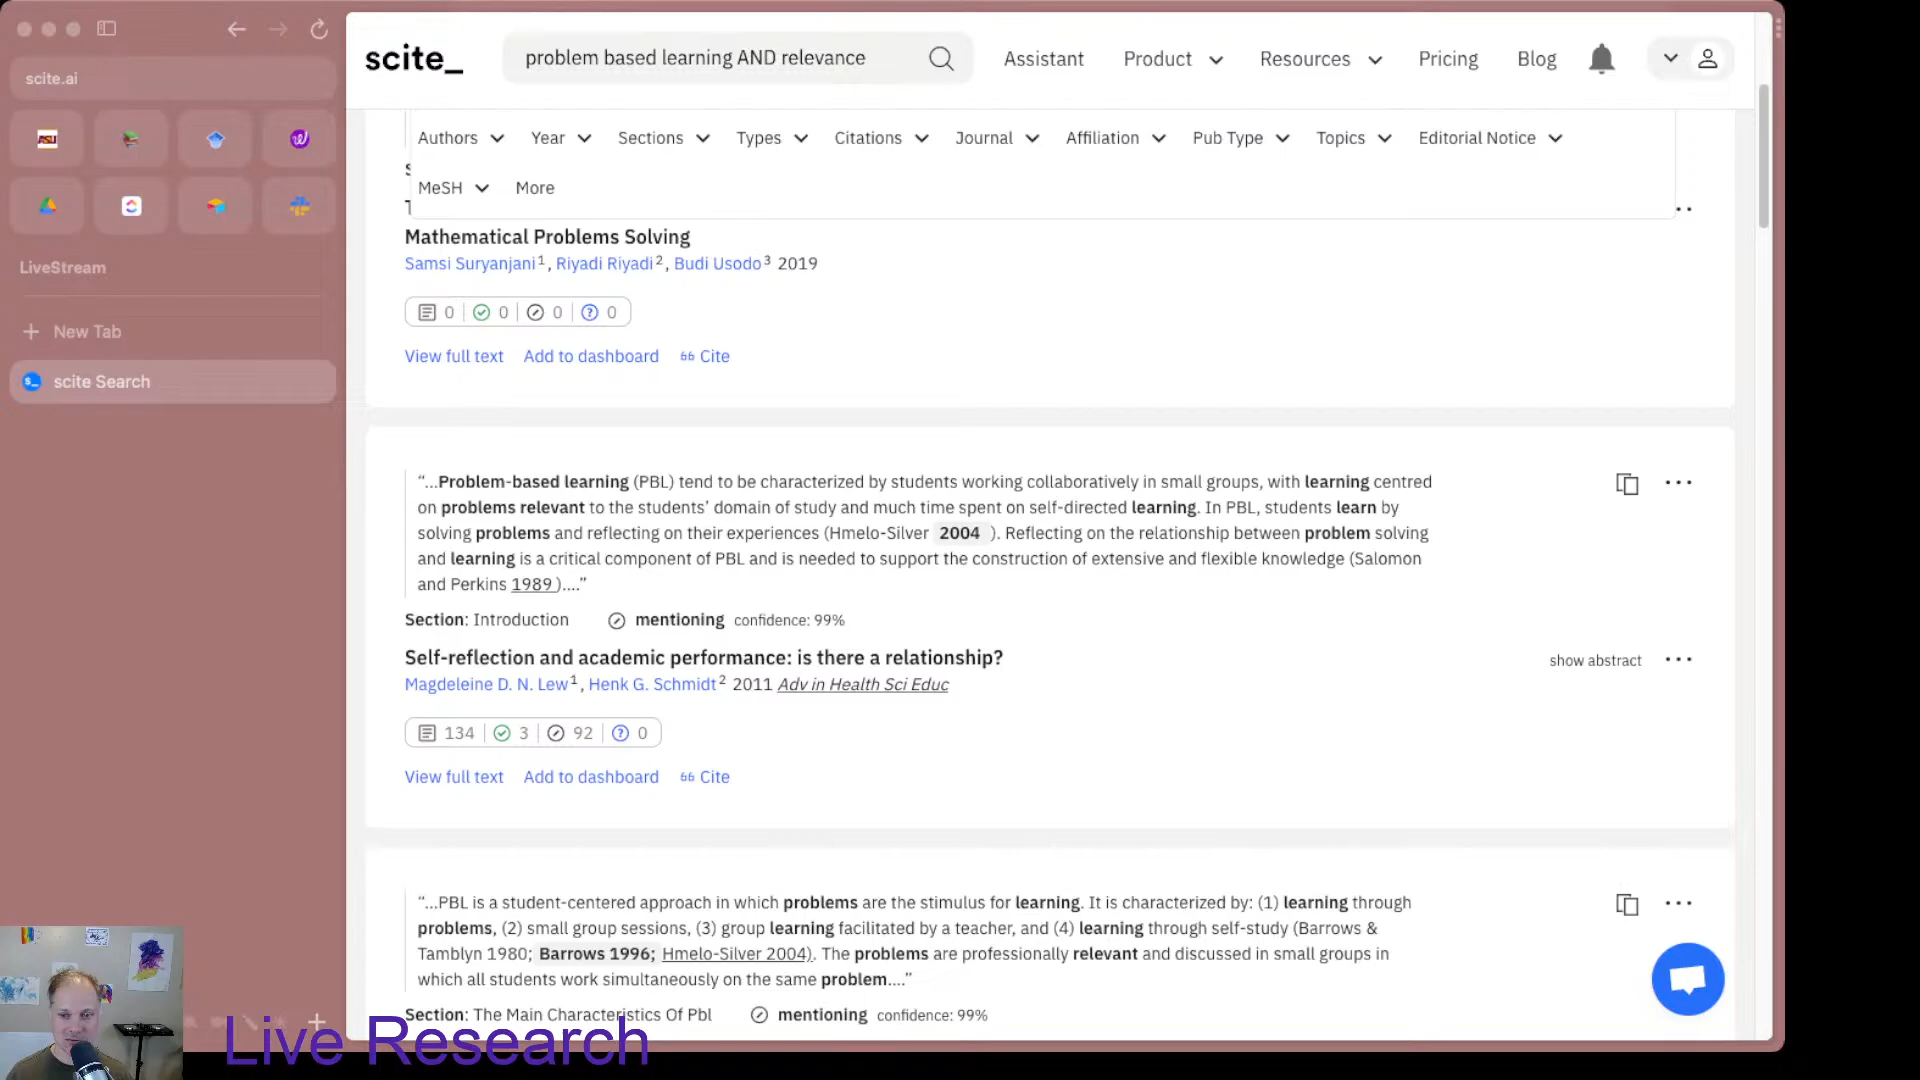 scite_
problem based learning AND relevance
Assistant
Product
Resources
Pricing
Blog
scite.ai
Authors
Year
Sections
Types
Citations
Journal
Affiliation
Pub Type
Topics
Editorial Notice
MeSH
More
LiveStream
New Tab
scite Search
Mathematical Problems Solving
Samsi Suryanjani1, Riyadi Riyadi2, Budi Usodo3 2019
0 0 0 0
View full text Add to dashboard Cite
“...Problem-based learning (PBL) tend to be characterized by students working collaboratively in small groups, with learning centred
on problems relevant to the students’ domain of study and much time spent on self-directed learning. In PBL, students learn by
solving problems and reflecting on their experiences (Hmelo-Silver 2004 ). Reflecting on the relationship between problem solving
and learning is a critical component of PBL and is needed to support the construction of extensive and flexible knowledge (Salomon
and Perkins 1989 )....”
Section: Introduction mentioning confidence: 99%
Self-reflection and academic performance: is there a relationship?
show abstract
Magdeleine D. N. Lew1, Henk G. Schmidt2 2011 Adv in Health Sci Educ
134 3 92 0
View full text Add to dashboard Cite
“...PBL is a student-centered approach in which problems are the stimulus for learning. It is characterized by: (1) learning through
problems, (2) small group sessions, (3) group learning facilitated by a teacher, and (4) learning through self-study (Barrows &
Tamblyn 1980; Barrows 1996; Hmelo-Silver 2004). The problems are professionally relevant and discussed in small groups in
which all students work simultaneously on the same problem....”
Section: The Main Characteristics Of Pbl mentioning confidence: 99%
Live Research